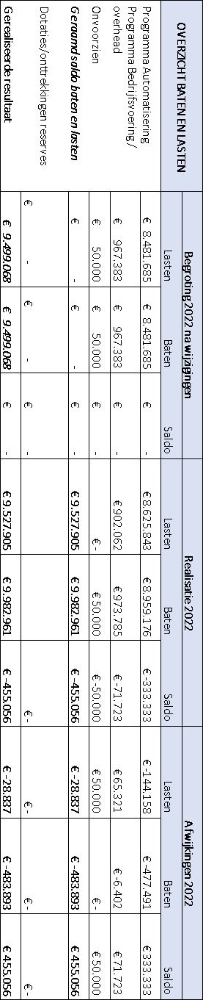 OVERZICHT BATEN EN LASTEN Begroting 2022 na wijzigingen Realisatie 2022 Afwijkingen 2022
Lasten Baten Saldo Lasten Baten Saldo Lasten Baten Saldo
Programma Automatisering € 8.481.685 € 8.481.685 € - € 8.625.843 € 8.959.176 € -333.333 € -144.158 € -477.491 € 333.333
Programma Bedrijfsvoering /
overhead € 967.383 € 967.383 € - € 902.062 € 973.785 € -71.723 € 65.321 € -6.402 € 71.723
Onvoorzien € 50.000 € 50.000 € - € - € 50.000 € -50.000 € 50.000 € - € 50.000
Geraamd saldo baten en lasten € - € - € - € 9.527.905 € 9.982.961 € -455.056 € -28.837 € -483.893 € 455.056
Dotaties/onttrekkingen reserves € - € - € - € - € - € - € -
Gerealiseerde resultaat € 9.499.068 € 9.499.068 € - € 9.527.905 € 9.982.961 € -455.056 € -28.837 € -483.893 € 455.056